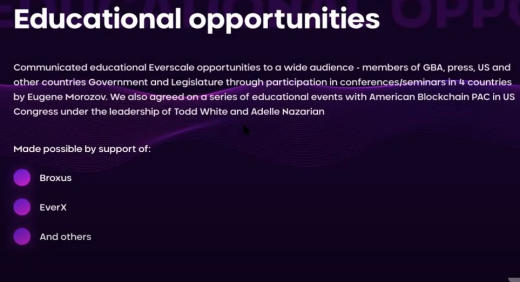 Educational opportunities
Communicated educational Everscale opportunities to a wide audience - members of GBA, press, US and
other countries Government and Legislature through participation in conferences/seminars in 4 countries
by Eugene Morozov. We also agreed on a series of educational events with American Blockchain PAC in US
Congress under the leadership of Todd White and Adelle Nazarian
Made possible by support of:
Broxus
EverX
And others